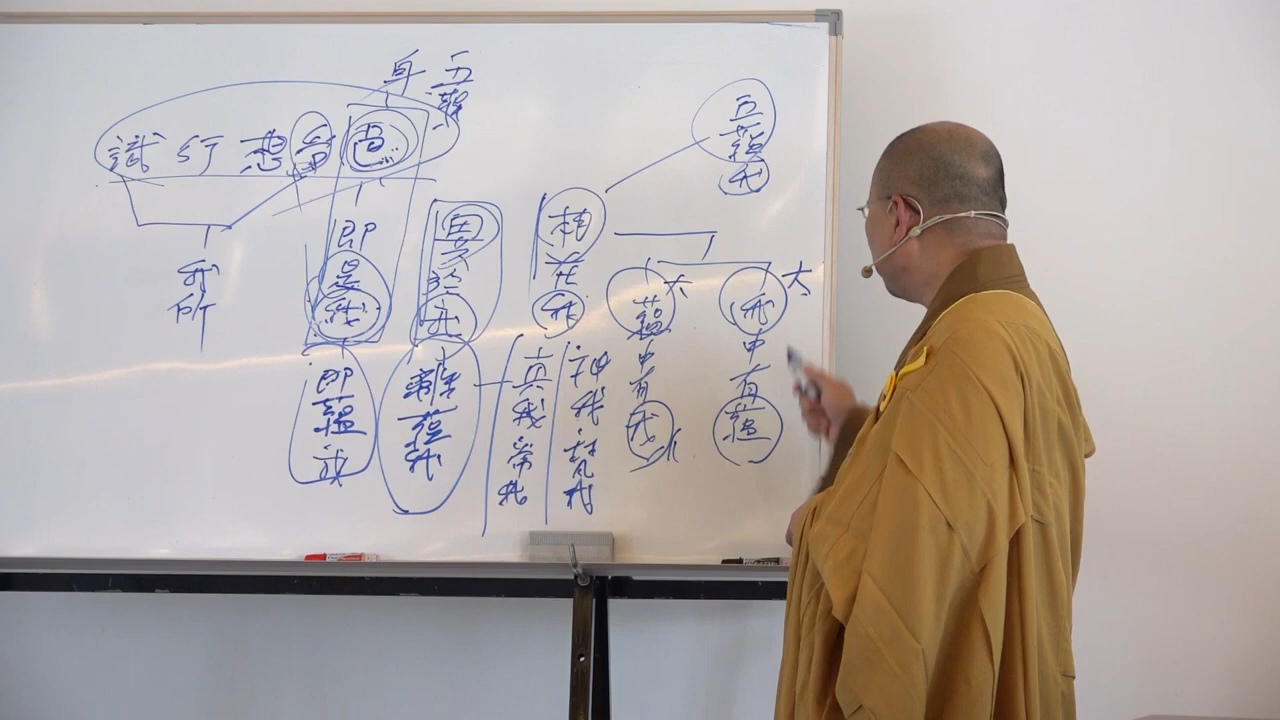 五蘊
身
五蘊我
色
受
想
行
識
相在我
異於我
即是我
我所
我中有蘊
大
蘊中有我
大
小
神我.梵我
真我.常我
離蘊我
即蘊.我